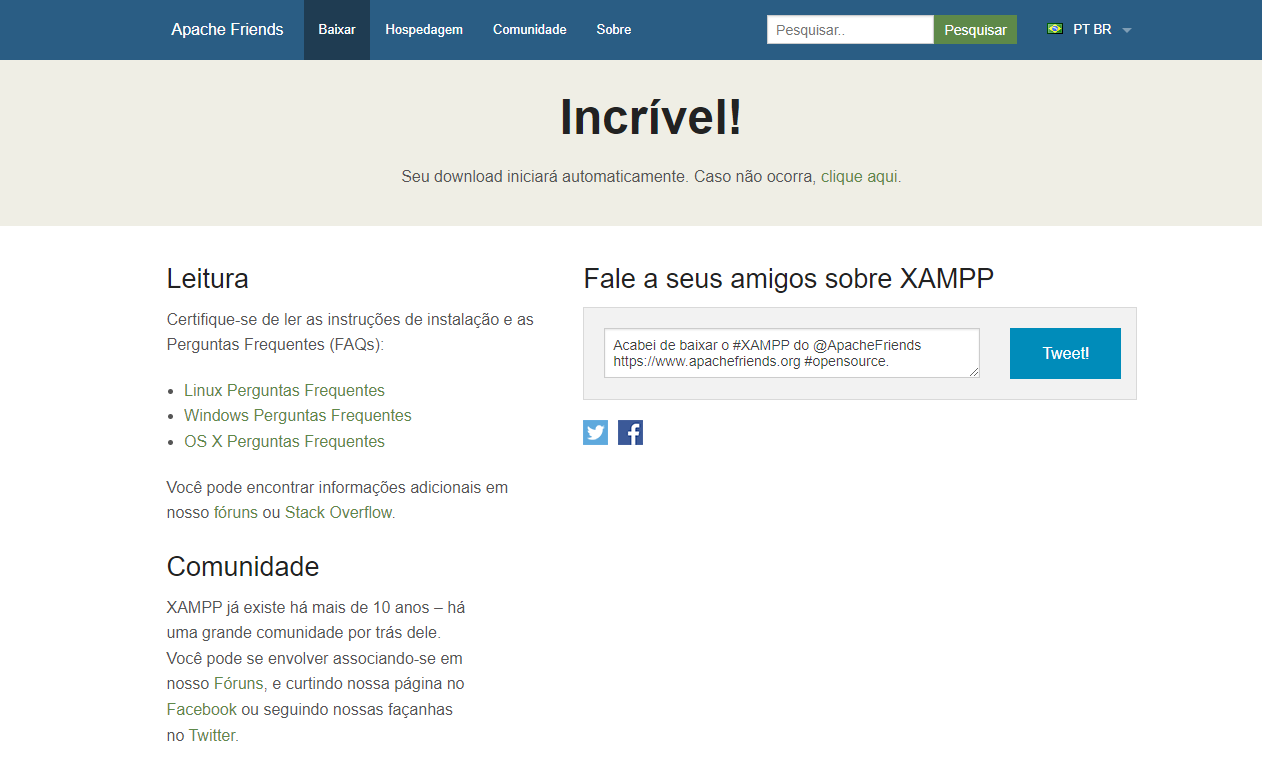 Apache Friends Baixar Hospedagem Comunidade Sobre Pesquisar.. Pesquisar PT BR
Incrível!
Seu download iniciará automaticamente. Caso não ocorra, clique aqui.
Leitura
Certifique-se de ler as instruções de instalação e as
Perguntas Frequentes (FAQs):
Linux Perguntas Frequentes
Windows Perguntas Frequentes
OS X Perguntas Frequentes
Você pode encontrar informações adicionais em
nosso fóruns ou Stack Overflow.
Comunidade
XAMPP já existe há mais de 10 anos – há
uma grande comunidade por trás dele.
Você pode se envolver associando-se em
nosso Fóruns, e curtindo nossa página no
Facebook ou seguindo nossas façanhas
no Twitter.
Fale a seus amigos sobre XAMPP
Acabei de baixar o #XAMPP do @ApacheFriends
https://www.apachefriends.org #opensource.
Tweet!